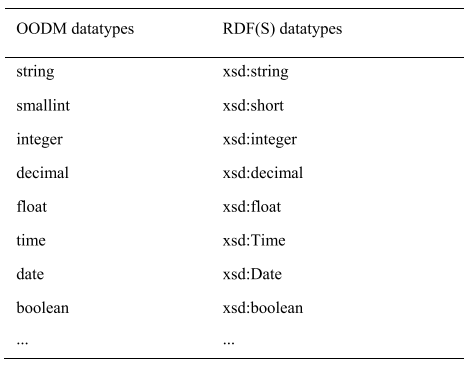 OODM datatypes RDF(S) datatypes
string xsd:string
smallint xsd:short
integer xsd:integer
decimal xsd:decimal
float xsd:float
time xsd:Time
date xsd:Date
boolean xsd:boolean
... ...